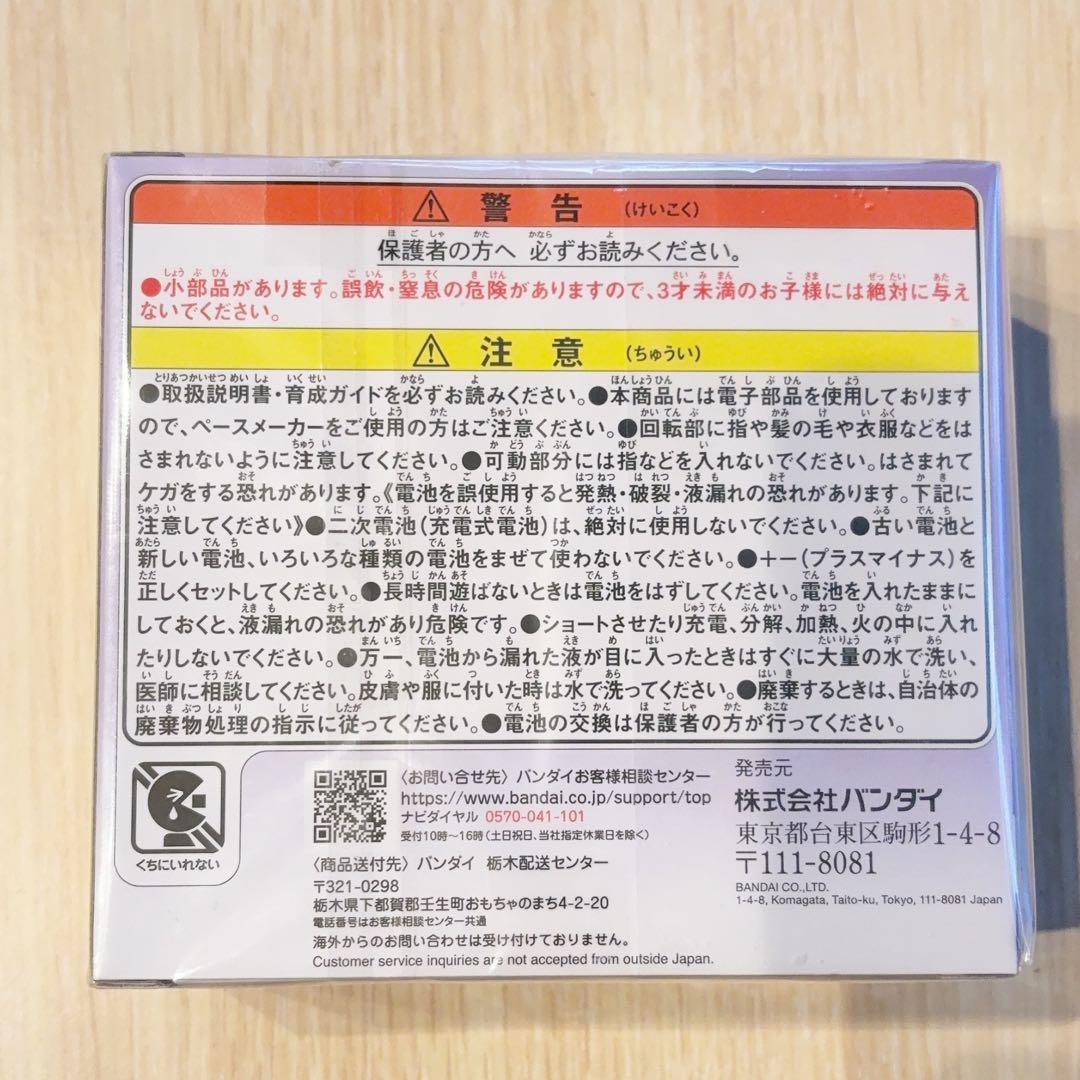 警告 (けいこく)
保護者の方へ 必ずお読みください。
●小部品があります。誤飲・窒息の危険がありますので、3才未満のお子様には絶対に与え
ないでください。
注意 (ちゅうい)
●取扱説明書・育成ガイドを必ずお読みください。●本商品には電子部品を使用しております
ので、ペースメーカーをご使用の方はご注意ください。●回転部に指や髪の毛や衣服などをは
さまれないように注意してください。●可動部分には指などを入れないでください。はさまれて
ケガをする恐れがあります。《電池を誤使用すると発熱・破裂・液漏れの恐れがあります。下記に
注意してください》●二次電池(充電式電池)は、絶対に使用しないでください。●古い電池と
新しい電池、いろいろな種類の電池をまぜて使わないでください。●+−(プラスマイナス)を
正しくセットしてください。●長時間遊ばないときは電池をはずしてください。電池を入れたままに
しておくと、液漏れの恐れがあり危険です。●ショートさせたり充電、分解、加熱、火の中に入れ
たりしないでください。●万一、電池から漏れた液が目に入ったときはすぐに大量の水で洗い、
医師に相談してください。皮膚や服に付いた時は水で洗ってください。●廃棄するときは、自治体の
廃棄物処理の指示に従ってください。●電池の交換は保護者の方が行ってください。
くちにいれない
〈お問い合せ先〉バンダイお客様相談センター
https://www.bandai.co.jp/support/top
ナビダイヤル 0570-041-101
受付10時〜16時(土日祝日、当社指定休業日を除く)
〈商品送付先〉バンダイ 栃木配送センター
〒321-0298
栃木県下都賀郡壬生町おもちゃのまち4-2-20
電話番号はお客様相談センター共通
海外からのお問い合わせは受け付けておりません。
Customer service inquiries are not accepted from outside Japan.
発売元
株式会社バンダイ
東京都台東区駒形1-4-8
〒111-8081
BANDAI CO.,LTD.
1-4-8, Komagata, Taito-ku, Tokyo, 111-8081 Japan